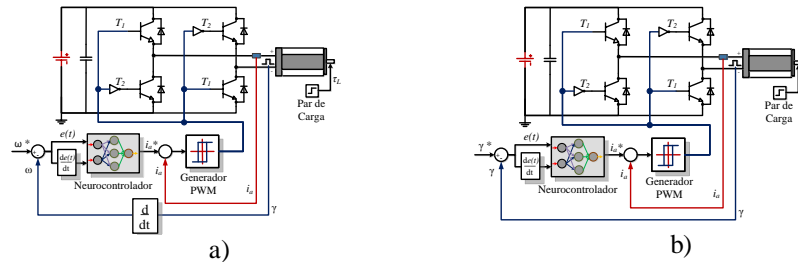 T1
T2
T2
T1
+
-
τL
Par de
Carga
ω*
e(t)
ia*
+
-
ω
de(t)
dt
Neurocontrolador
ia
Generador
PWM
ia
γ
d
dt
a)
T1
T2
T2
T1
+
-
Par de
Carga
γ*
e(t)
ia*
+
-
γ
de(t)
dt
Neurocontrolador
ia
Generador
PWM
ia
γ
b)